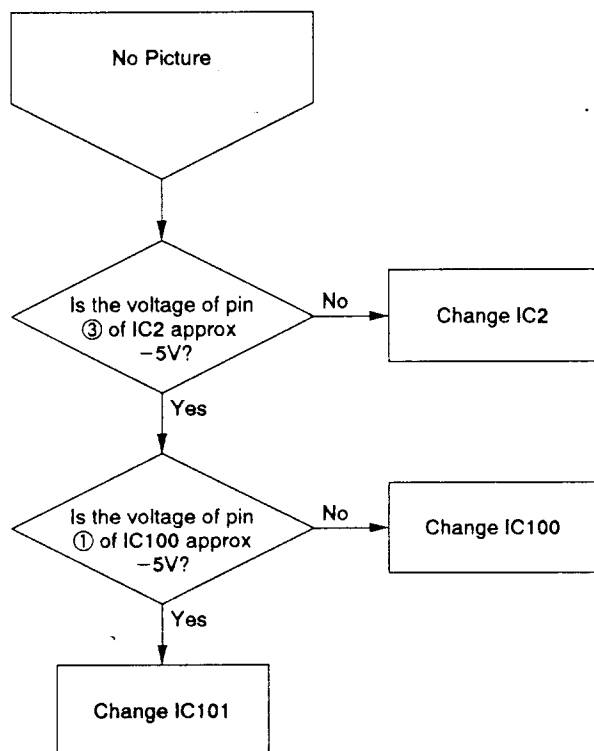 No Picture
Is the voltage of pin
③ of IC2 approx
−5V?
No
Change IC2
Yes
Is the voltage of pin
① of IC100 approx
−5V?
No
Change IC100
Yes
Change IC101